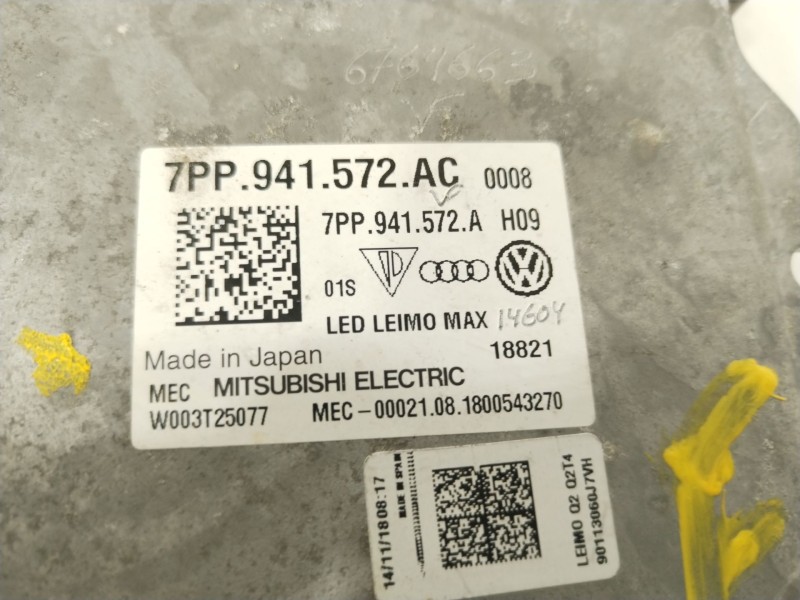 6764663
7PP.941.572.AC 0008
7PP.941.572.A H09
01S
LED LEIMO MAX 14604
Made in Japan 18821
MEC MITSUBISHI ELECTRIC
W003T25077 MEC-00021.08.1800543270
14/11/18 08:17
MADE IN SPAIN
LEIMO Q2 Q2T4
90113060J7VH